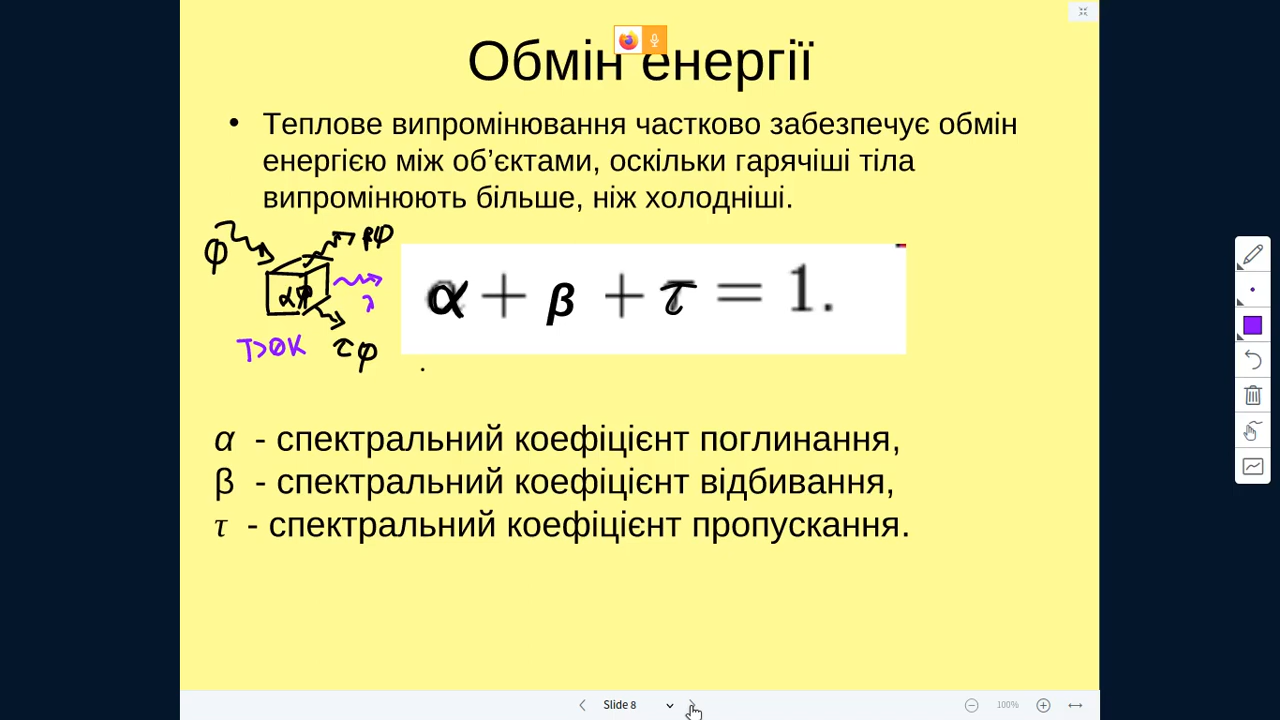 Обмін енергії
• Теплове випромінювання частково забезпечує обмін
енергією між об’єктами, оскільки гарячіші тіла
випромінюють більше, ніж холодніші.
φ
βφ
αφ
λ
T>0K
τφ
α + β + τ = 1.
α - спектральний коефіцієнт поглинання,
β - спектральний коефіцієнт відбивання,
τ - спектральний коефіцієнт пропускання.
Slide 8
100%